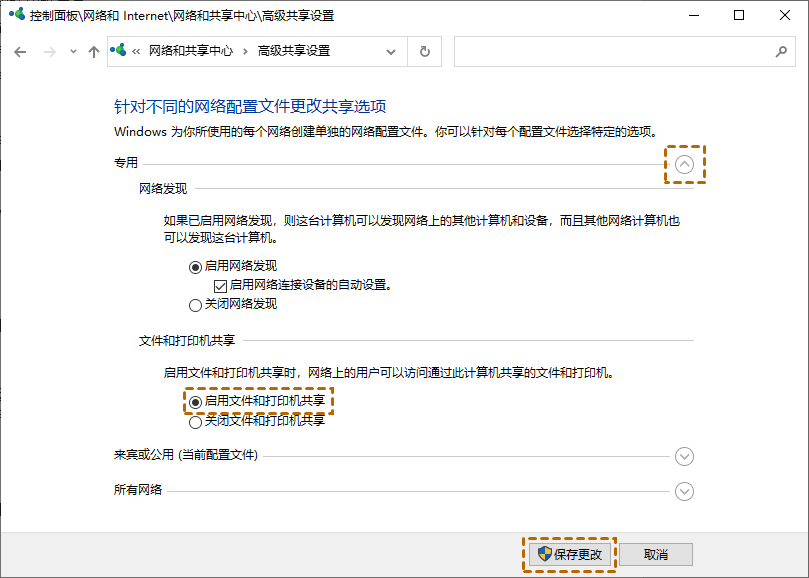 控制面板\网络和 Internet\网络和共享中心\高级共享设置
« 网络和共享中心 › 高级共享设置
针对不同的网络配置文件更改共享选项
Windows 为你所使用的每个网络创建单独的网络配置文件。你可以针对每个配置文件选择特定的选项。
专用
网络发现
如果已启用网络发现，则这台计算机可以发现网络上的其他计算机和设备，而且其他网络计算机也
可以发现这台计算机。
启用网络发现
启用网络连接设备的自动设置。
关闭网络发现
文件和打印机共享
启用文件和打印机共享时，网络上的用户可以访问通过此计算机共享的文件和打印机。
启用文件和打印机共享
关闭文件和打印机共享
来宾或公用 (当前配置文件)
所有网络
保存更改 取消